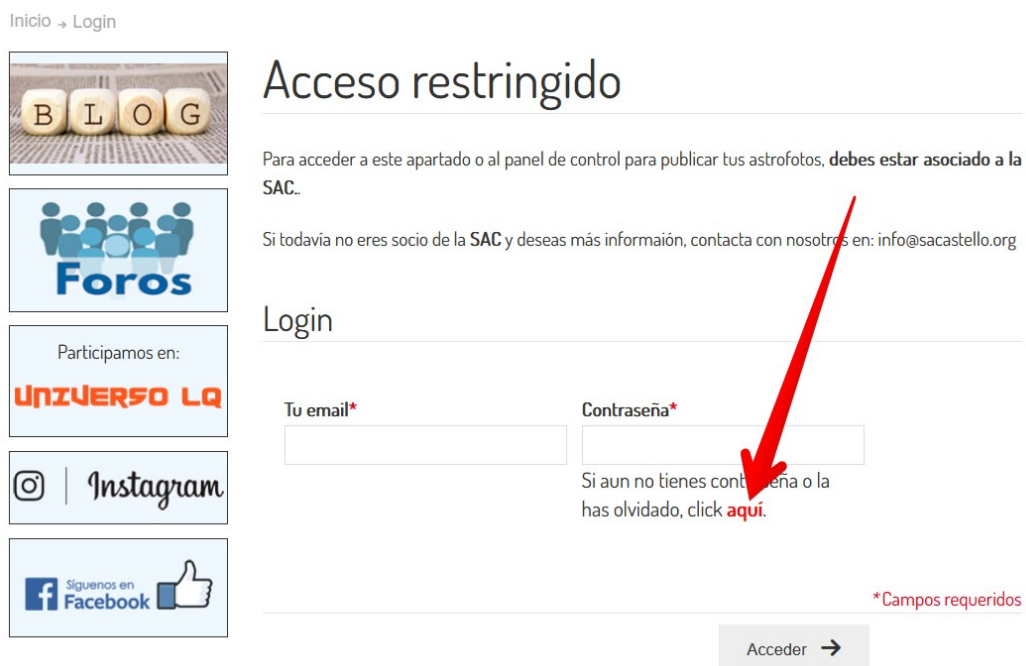 Inicio → Login
BLOG
Foros
Participamos en:
UNIVERSO LQ
Instagram
Síguenos en
Facebook
Acceso restringido
Para acceder a este apartado o al panel de control para publicar tus astrofotos, debes estar asociado a la
SAC..
Si todavía no eres socio de la SAC y deseas más informaión, contacta con nosotros en: info@sacastello.org
Login
Tu email*
Contraseña*
Si aun no tienes contraseña o la
has olvidado, click aquí.
*Campos requeridos
Acceder →